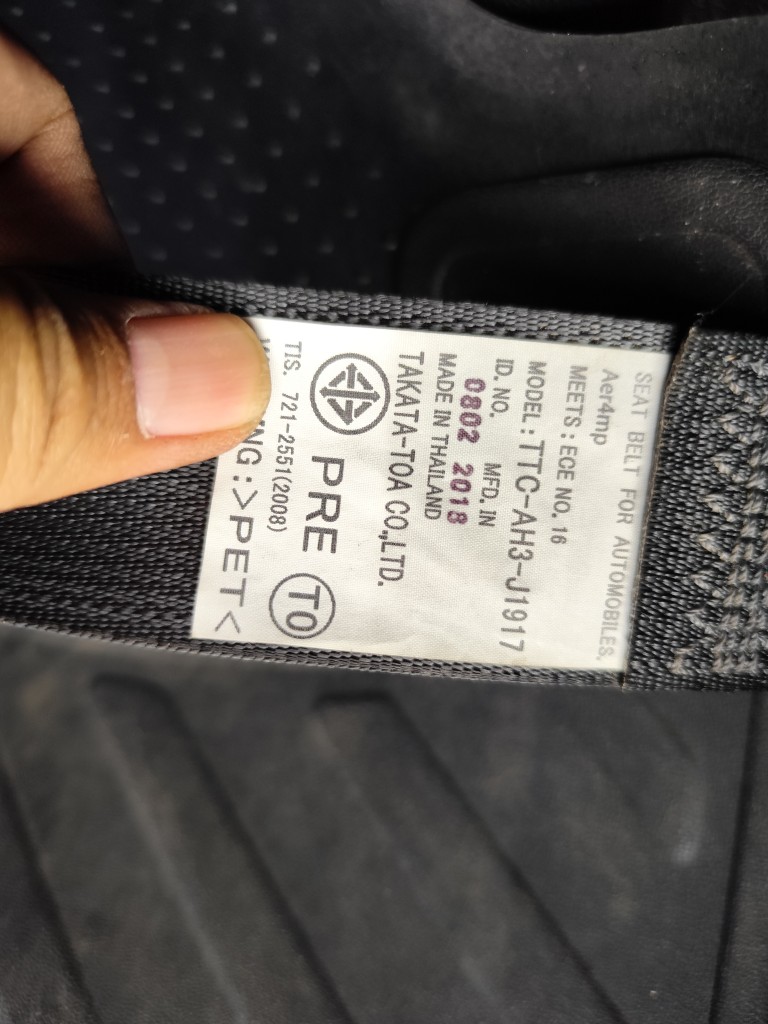 SEAT BELT FOR AUTOMOBILES.
Aer4mp
MEETS : ECE NO. 16
MODEL : TTC-AH3-J1917
ID. NO. MFD. IN
0802 2018
MADE IN THAILAND
TAKATA-TOA CO.,LTD.
PRE TO
TIS. 721-2551(2008)
NG:>PET<